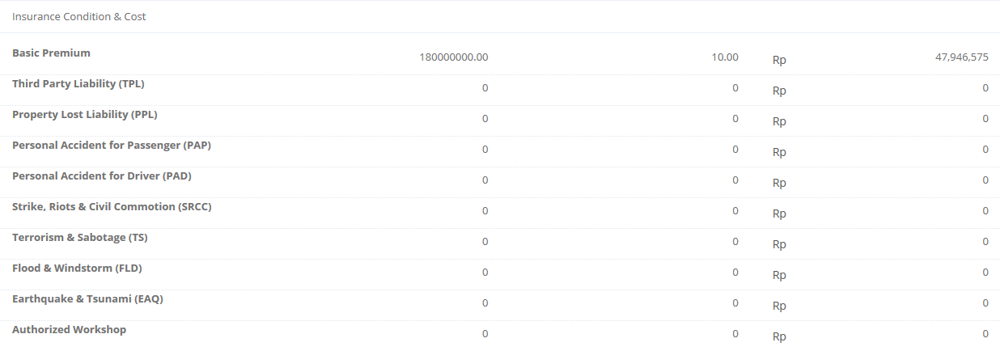 Insurance Condition & Cost
Basic Premium 180000000.00 10.00 Rp 47,946,575
Third Party Liability (TPL) 0 0 Rp 0
Property Lost Liability (PPL) 0 0 Rp 0
Personal Accident for Passenger (PAP) 0 0 Rp 0
Personal Accident for Driver (PAD) 0 0 Rp 0
Strike, Riots & Civil Commotion (SRCC) 0 0 Rp 0
Terrorism & Sabotage (TS) 0 0 Rp 0
Flood & Windstorm (FLD) 0 0 Rp 0
Earthquake & Tsunami (EAQ) 0 0 Rp 0
Authorized Workshop 0 0 Rp 0